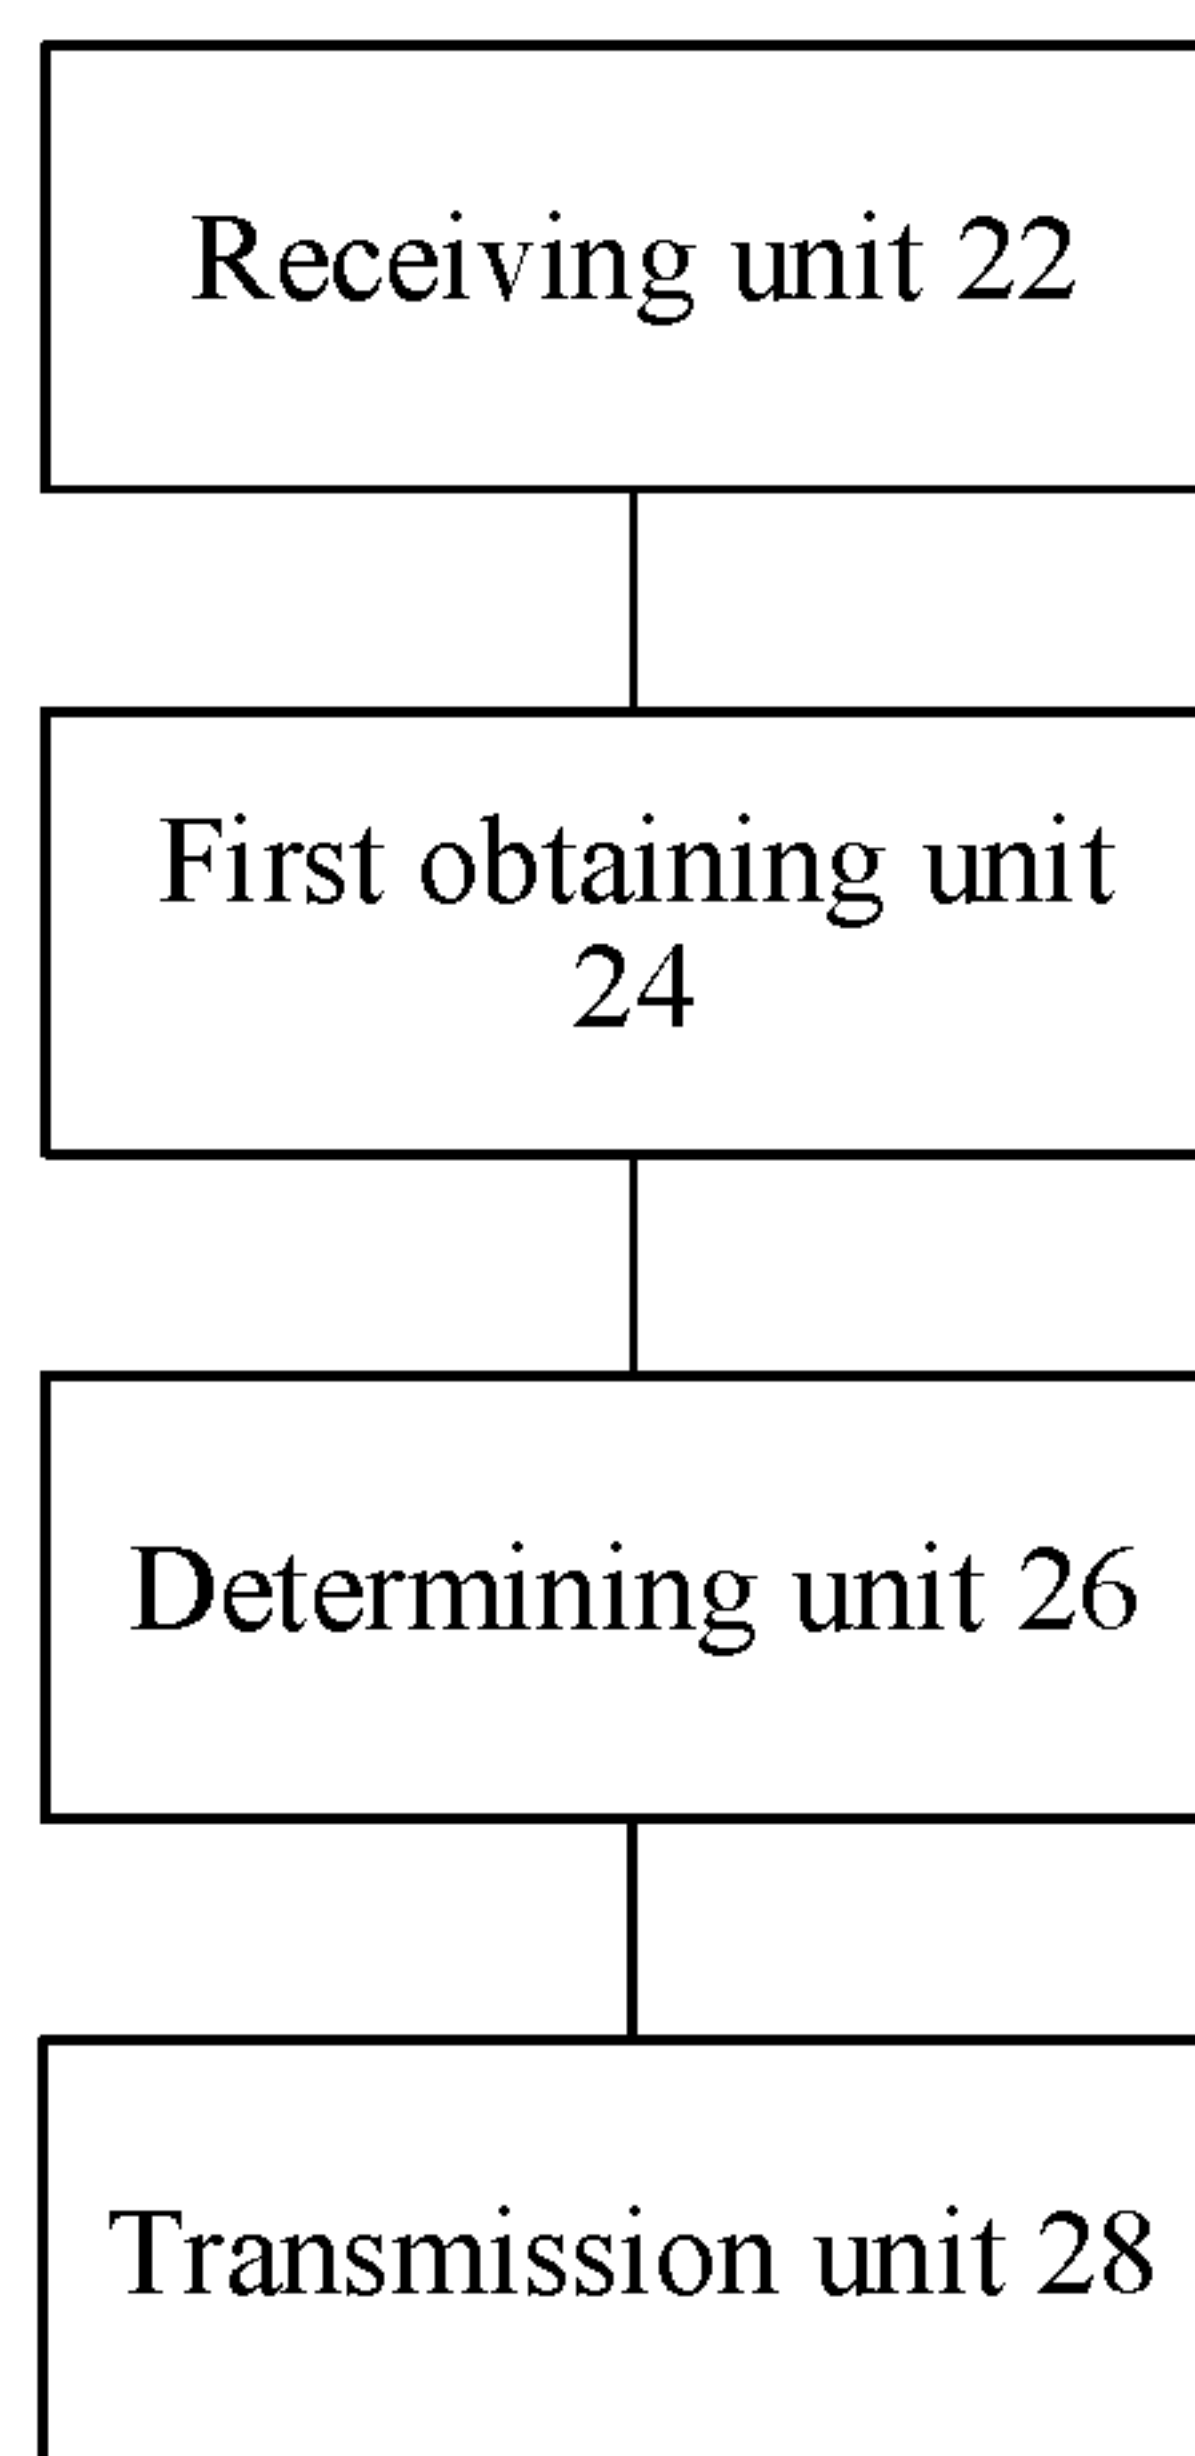 Receiving unit 22
First obtaining unit
24
Determining unit 26
Transmission unit 28